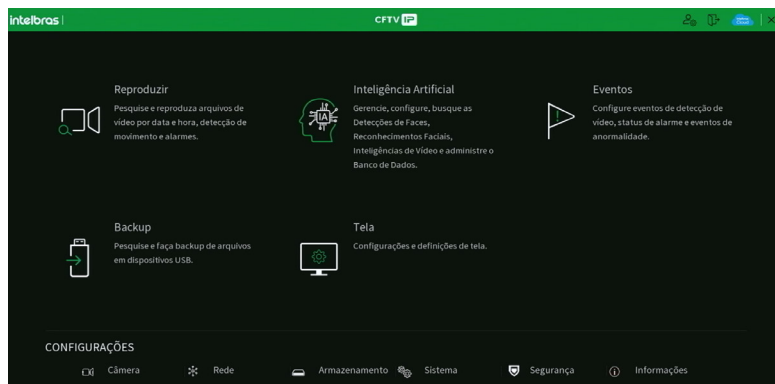 intelbras
CFTV IP
Reproduzir
Pesquise e reproduza arquivos de
vídeo por data e hora, detecção de
movimento e alarmes.
Inteligência Artificial
Gerencie, configure, busque as
Detecções de Faces,
Reconhecimentos Faciais,
Inteligências de Vídeo e administre o
Banco de Dados.
IA
Eventos
Configure eventos de detecção de
vídeo, status de alarme e eventos de
anormalidade.
Backup
Pesquise e faça backup de arquivos
em dispositivos USB.
Tela
Configurações e definições de tela.
CONFIGURAÇÕES
Câmera Rede Armazenamento Sistema Segurança Informações